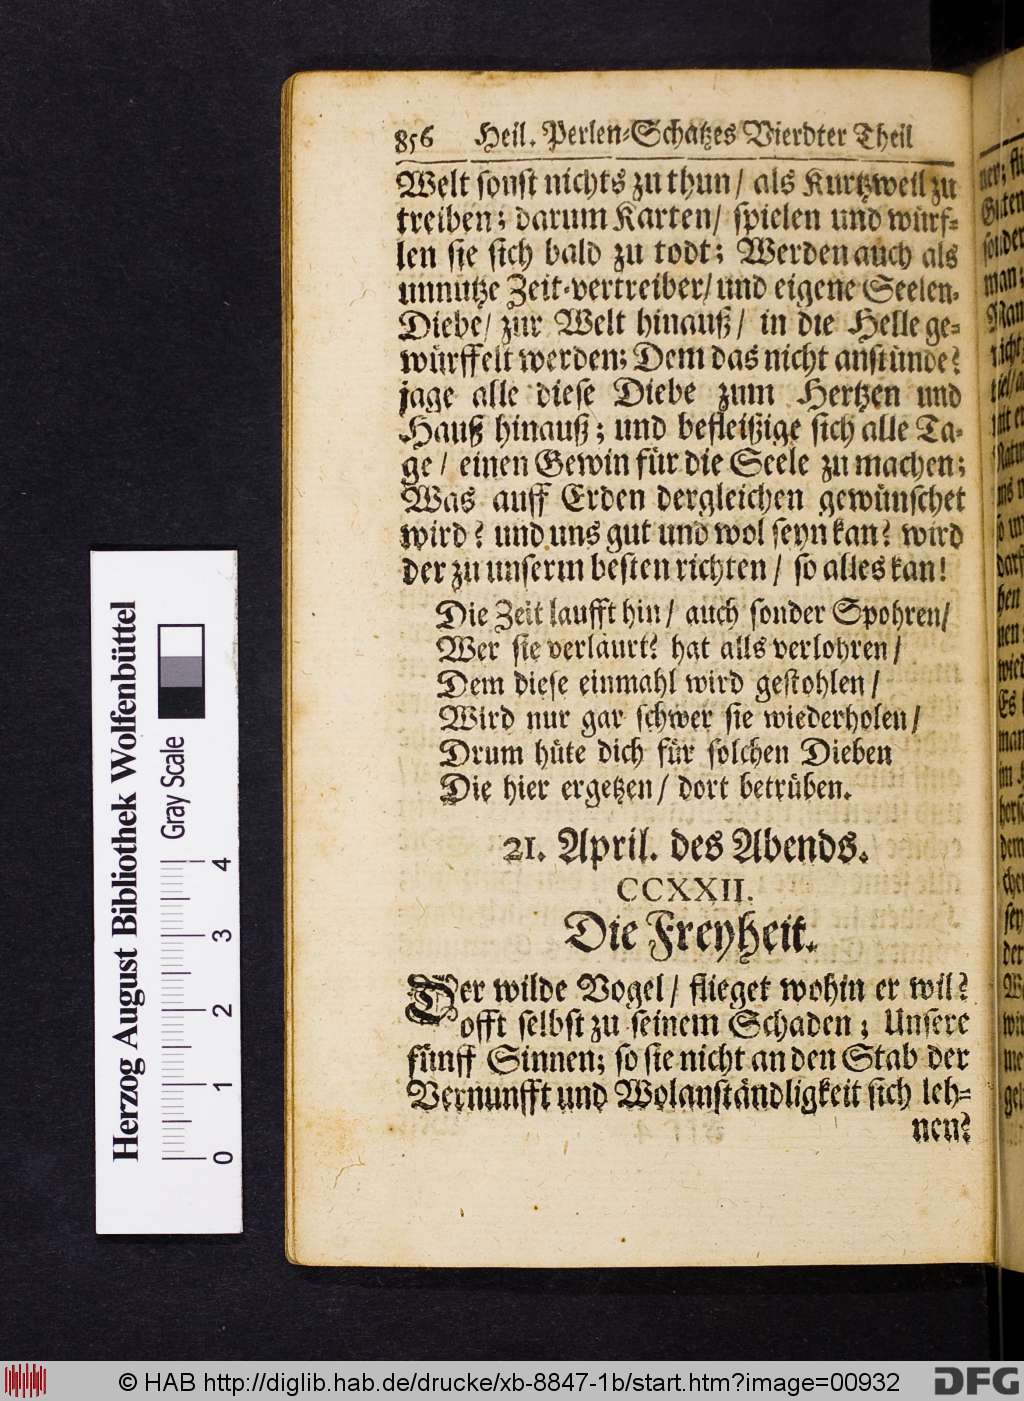 856 Heil. Perlen-Schatzes Vierdter Theil
Welt sonst nichts zu thun / als Kurtzweil zu
treiben; darum Karten / spielen und würf-
len sie sich bald zu todt; Werden auch als
unnutze Zeit-vertreiber / und eigene Seelen-
Diebe / zur Welt hinauß / in die Helle ge-
würffelt werden; Dem das nicht anstünde?
jage alle diese Diebe zum Hertzen und
Hauß hinauß; und befleißige sich alle Ta-
ge / einen Gewin für die Seele zu machen;
Was auff Erden dergleichen gewünschet
wird? und uns gut und wol seyn kan? wird
der zu unserm besten richten / so alles kan!
Die Zeit laufft hin / auch sonder Spohren /
Wer sie verlaurt? hat alls verlohren /
Dem diese einmahl wird gestohlen /
Wird nur gar schwer sie wiederholen /
Drum hüte dich für solchen Dieben
Die hier ergetzen / dort betrüben.
21. April. des Abends.
CCXXII.
Die Freyheit.
Der wilde Vogel / flieget wohin er wil?
offt selbst zu seinem Schaden; Unsere
fünff Sinnen; so sie nicht an den Stab der
Vernunfft und Wolanständligkeit sich leh-
nen?
Herzog August Bibliothek Wolfenbüttel
Gray Scale
0 1 2 3 4
© HAB http://diglib.hab.de/drucke/xb-8847-1b/start.htm?image=00932
DFG